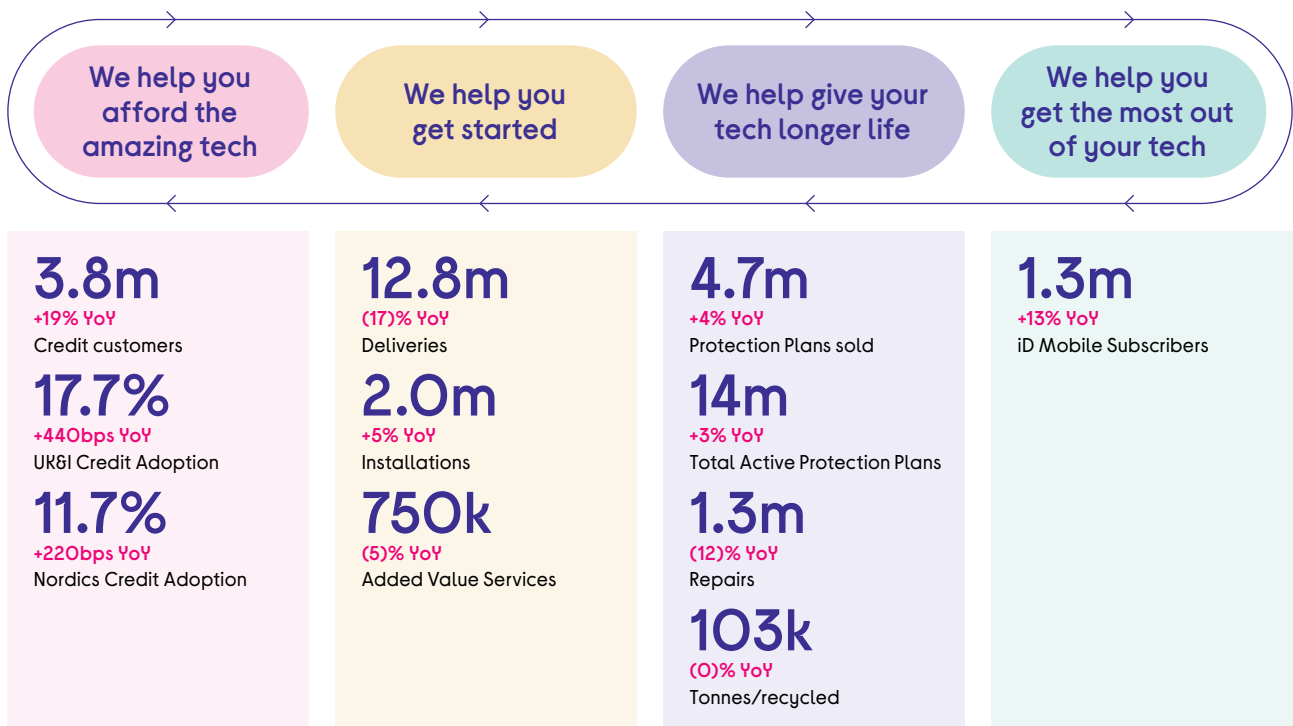 We help you
afford the
amazing tech
We help you
get started
We help give your
tech longer life
We help you
get the most out
of your tech
3.8m
+19% YoY
Credit customers
17.7%
+440bps YoY
UK&I Credit Adoption
11.7%
+220bps YoY
Nordics Credit Adoption
12.8m
(17)% YoY
Deliveries
2.0m
+5% YoY
Installations
750k
(5)% YoY
Added Value Services
4.7m
+4% YoY
Protection Plans sold
14m
+3% YoY
Total Active Protection Plans
1.3m
(12)% YoY
Repairs
103k
(0)% YoY
Tonnes/recycled
1.3m
+13% YoY
iD Mobile Subscribers